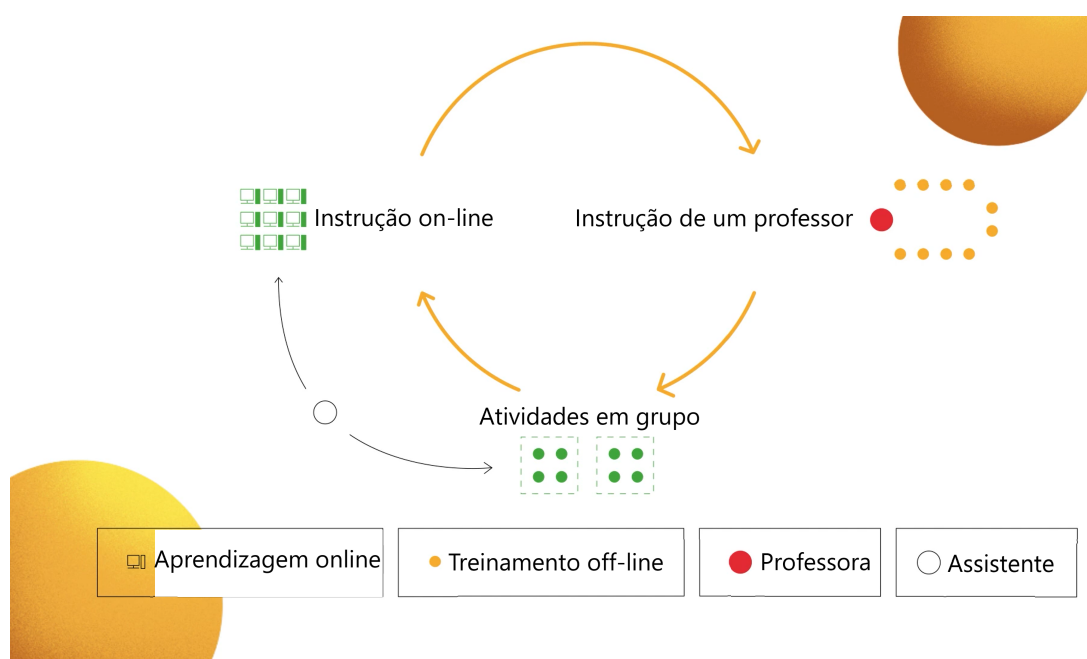 Instrução on-line
Instrução de um professor
Atividades em grupo
Aprendizagem online
Treinamento off-line
Professora
Assistente